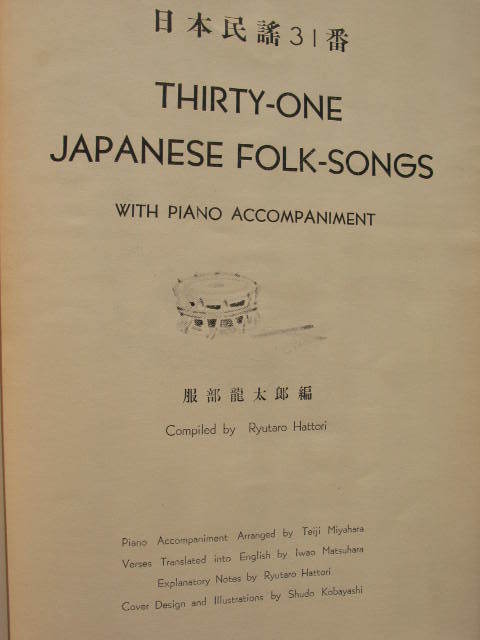 日本民謠31番
THIRTY-ONE
JAPANESE FOLK-SONGS
WITH PIANO ACCOMPANIMENT
服部龍太郎編
Compiled by Ryutaro Hattori
Piano Accompaniment Arranged by Teiji Miyahara
Verses Translated into English by Iwao Matsuhara
Explanatory Notes by Ryutaro Hattori
Cover Design and Illustrations by Shudo Kobayashi